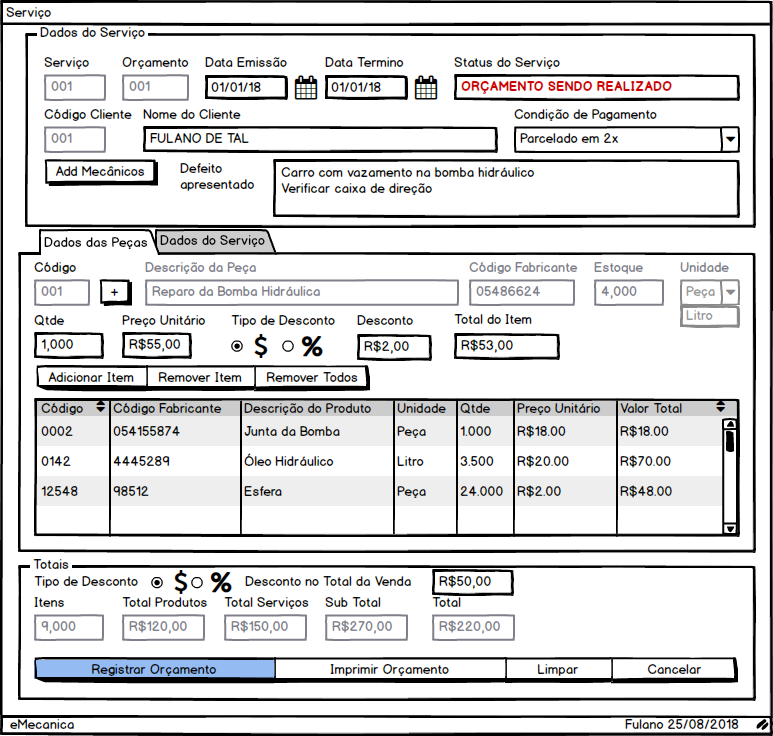 Serviço
Dados do Serviço
Serviço Orçamento Data Emissão Data Termino Status do Serviço
001 001 01/01/18 01/01/18 ORÇAMENTO SENDO REALIZADO
Código Cliente Nome do Cliente Condição de Pagamento
001 FULANO DE TAL Parcelado em 2x
Add Mecânicos Defeito apresentado
Carro com vazamento na bomba hidráulico
Verificar caixa de direção
Dados das Peças Dados do Serviço
Código Descrição da Peça Código Fabricante Estoque Unidade
001 + Reparo da Bomba Hidráulica 05486624 4,000 Peça
Litro
Qtde Preço Unitário Tipo de Desconto Desconto Total do Item
1,000 R$55,00 $ % R$2,00 R$53,00
Adicionar Item Remover Item Remover Todos
Código Código Fabricante Descrição do Produto Unidade Qtde Preço Unitário Valor Total
0002 054155874 Junta da Bomba Peça 1.000 R$18.00 R$18.00
0142 4445289 Óleo Hidráulico Litro 3.500 R$20.00 R$70.00
12548 98512 Esfera Peça 24.000 R$2.00 R$48.00
Totais
Tipo de Desconto $ % Desconto no Total da Venda R$50,00
Itens Total Produtos Total Serviços Sub Total Total
9,000 R$120,00 R$150,00 R$270,00 R$220,00
Registrar Orçamento Imprimir Orçamento Limpar Cancelar
eMecanica Fulano 25/08/2018